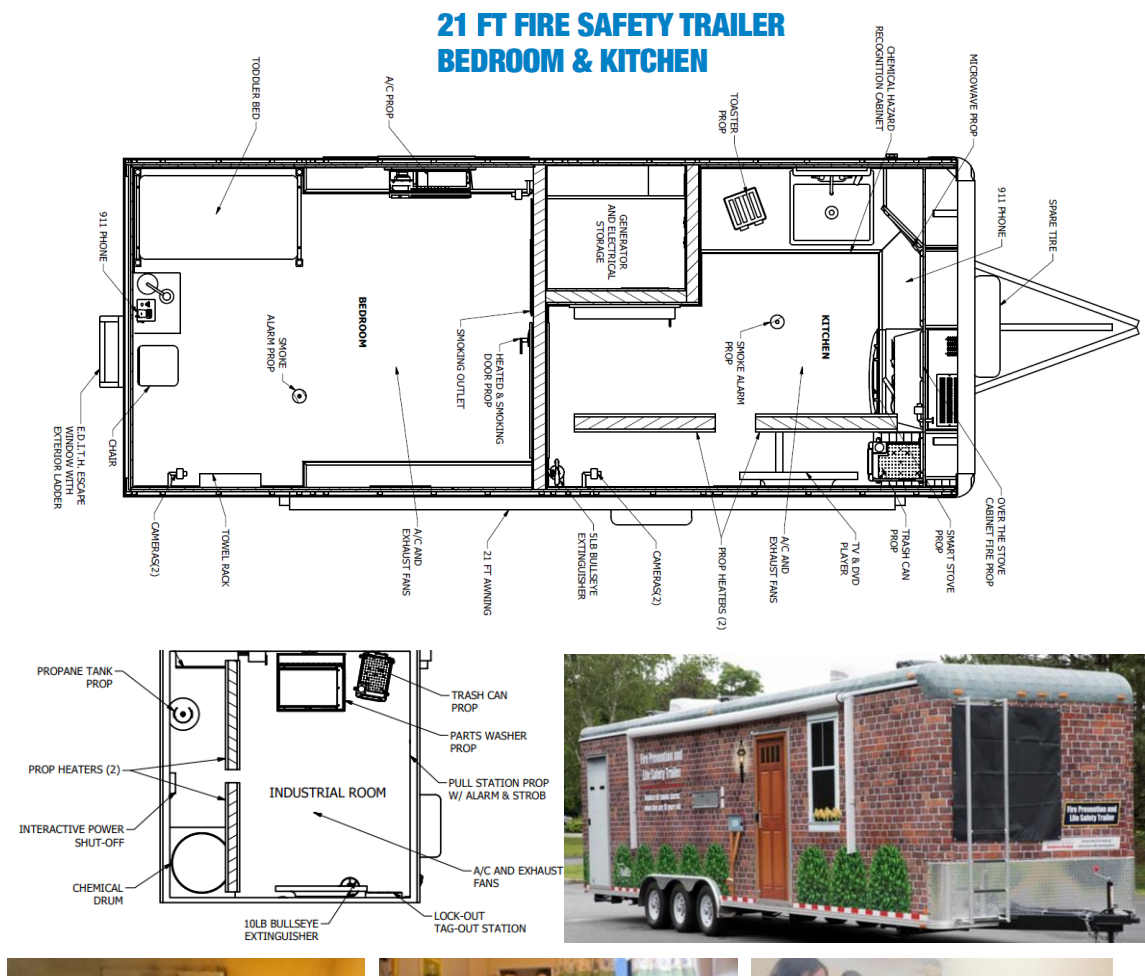 21 FT FIRE SAFETY TRAILER
BEDROOM & KITCHEN
TODDLER BED
A/C PROP
TOASTER
PROP
CHEMICAL HAZARD
RECOGNITION CABINET
MICROWAVE PROP
911 PHONE
SPARE TIRE
911 PHONE
GENERATOR
AND ELECTRICAL
STORAGE
BEDROOM
SMOKE
ALARM PROP
SMOKING OUTLET
HEATED & SMOKING
DOOR PROP
SMOKE ALARM
PROP
KITCHEN
E.D.I.T.H. ESCAPE
WINDOW WITH
EXTERIOR LADDER
CHAIR
CAMERAS(2)
TOWEL RACK
A/C AND
EXHAUST FANS
21 FT AWNING
5LB BULLSEYE
EXTINGUISHER
CAMERAS(2)
PROP HEATERS (2)
A/C AND
EXHAUST FANS
TV & DVD
PLAYER
TRASH CAN
PROP
SMART STOVE
PROP
OVER THE STOVE
CABINET FIRE PROP
PROPANE TANK
PROP
PROP HEATERS (2)
INTERACTIVE POWER
SHUT-OFF
CHEMICAL
DRUM
INDUSTRIAL ROOM
TRASH CAN
PROP
PARTS WASHER
PROP
PULL STATION PROP
W/ ALARM & STROB
A/C AND EXHAUST
FANS
LOCK-OUT
TAG-OUT STATION
10LB BULLSEYE
EXTINGUISHER
Fire Prevention and
Life Safety Trailer
Fire Prevention and
Life Safety Trailer